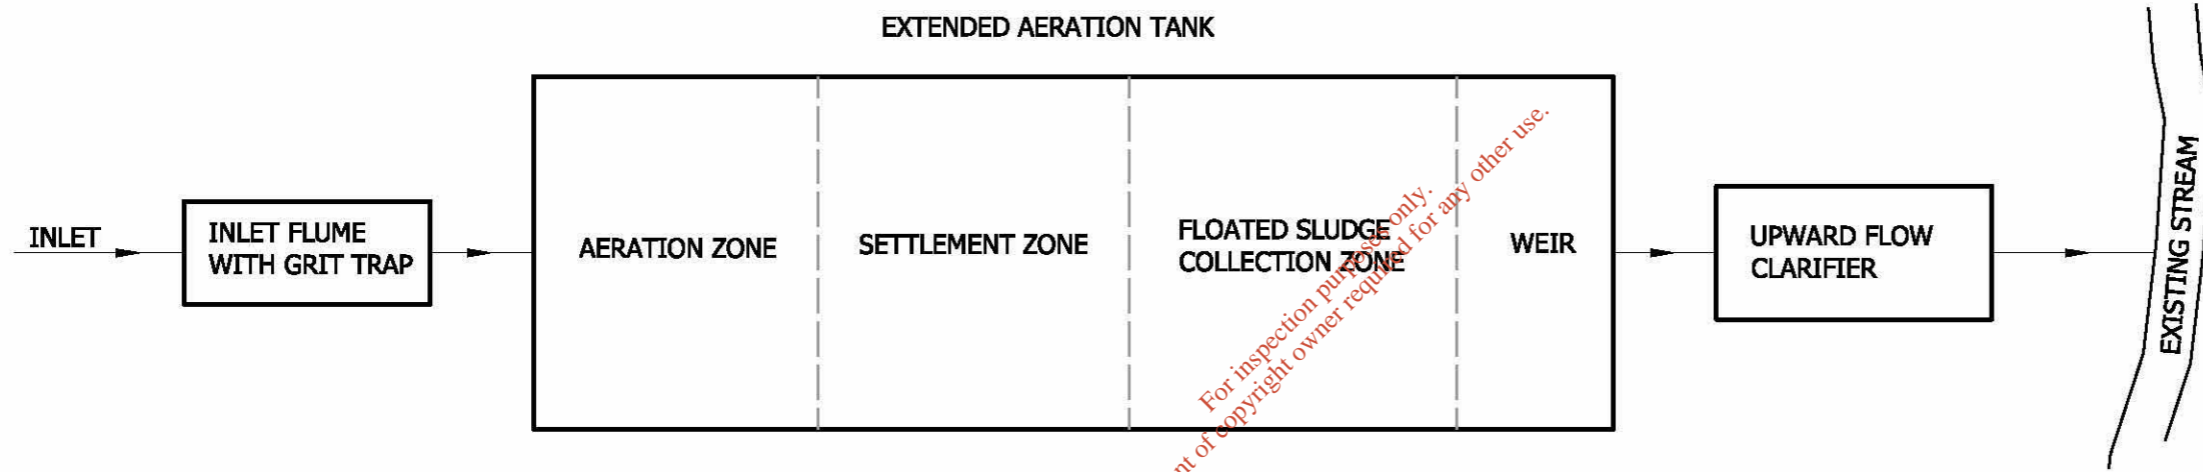 EXTENDED AERATION TANK
INLET
INLET FLUME
WITH GRIT TRAP
AERATION ZONE
SETTLEMENT ZONE
FLOATED SLUDGE
COLLECTION ZONE
WEIR
UPWARD FLOW
CLARIFIER
EXISTING STREAM
For inspection purposes only.
of copyright owner required for any other use.